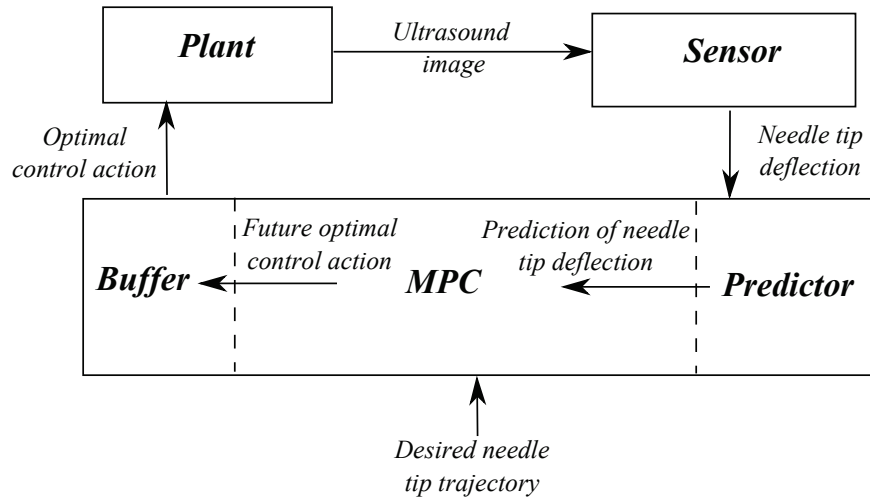 Plant
Ultrasound
image
Sensor
Optimal
control action
Needle tip
deflection
Buffer
Future optimal
control action
MPC
Prediction of needle
tip deflection
Predictor
Desired needle
tip trajectory